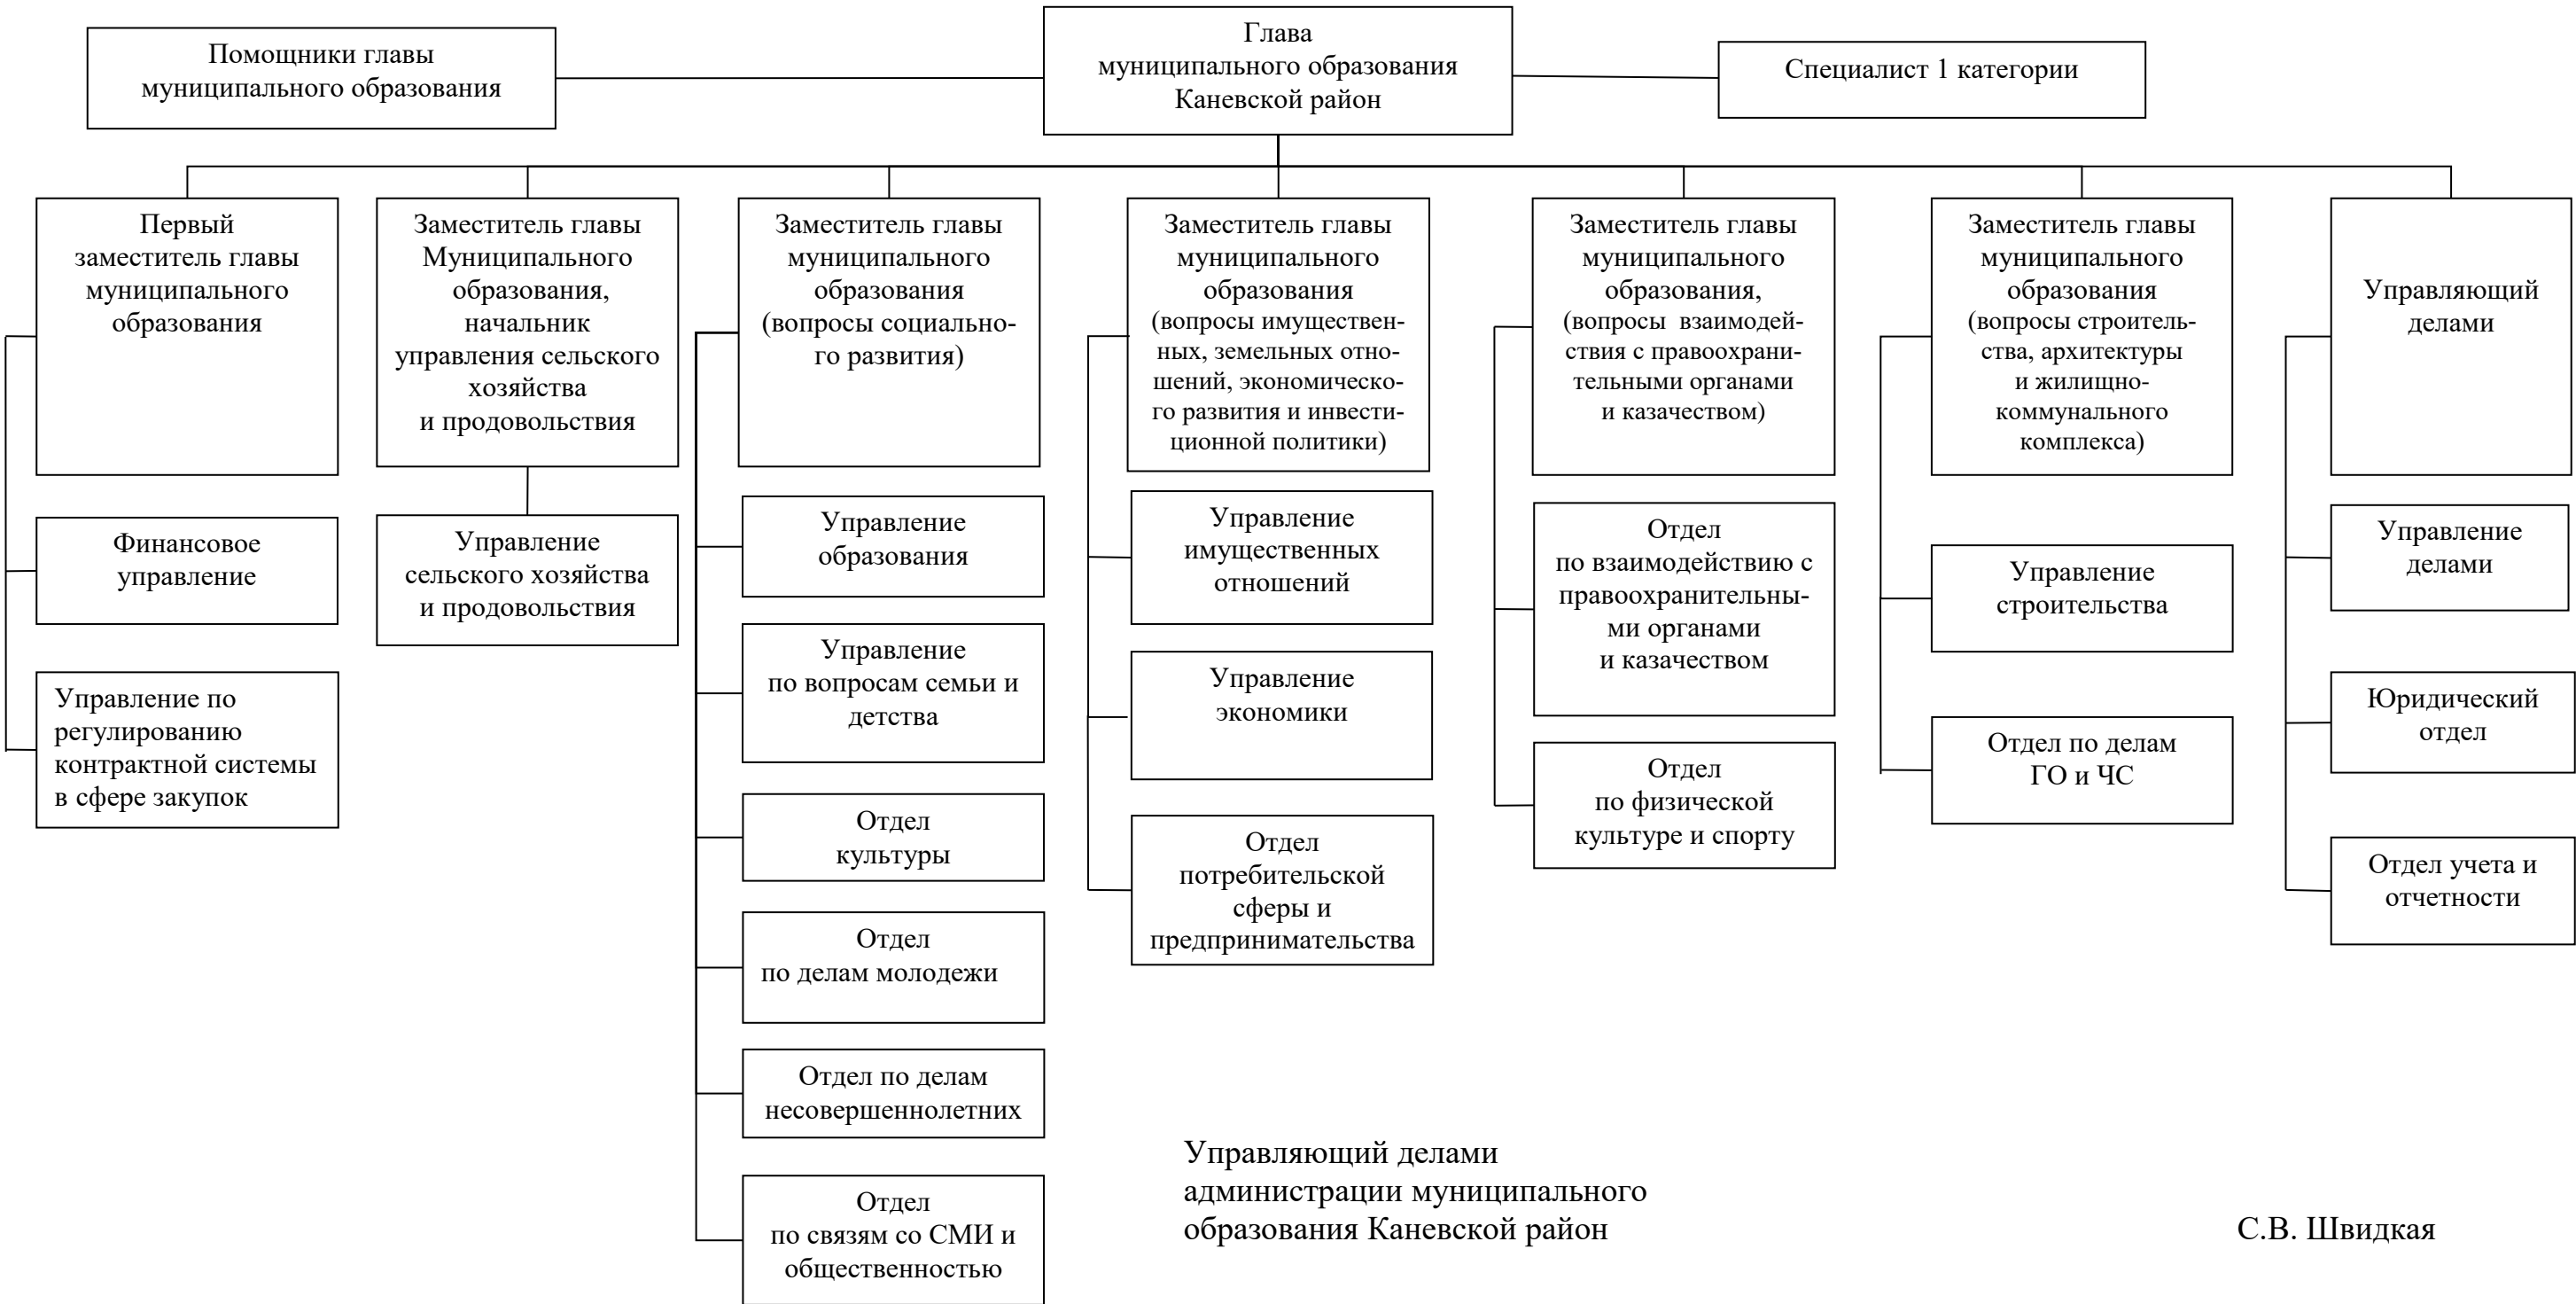 Помощники главы
муниципального образования
Глава
муниципального образования
Каневской район
Специалист 1 категории
Первый
заместитель главы
муниципального
образования
Заместитель главы
Муниципального
образования,
начальник
управления сельского
хозяйства
и продовольствия
Заместитель главы
муниципального
образования
(вопросы социально-
го развития)
Заместитель главы
муниципального
образования
(вопросы имуществен-
ных, земельных отно-
шений, экономическо-
го развития и инвести-
ционной политики)
Заместитель главы
муниципального
образования,
(вопросы взаимодей-
ствия с правоохрани-
тельными органами
и казачеством)
Заместитель главы
муниципального
образования
(вопросы строитель-
ства, архитектуры
и жилищно-
коммунального
комплекса)
Управляющий
делами
Финансовое
управление
Управление по
регулированию
контрактной системы
в сфере закупок
Управление
сельского хозяйства
и продовольствия
Управление
образования
Управление
по вопросам семьи и
детства
Отдел
культуры
Отдел
по делам молодежи
Отдел по делам
несовершеннолетних
Отдел
по связям со СМИ и
общественностью
Управление
имущественных
отношений
Управление
экономики
Отдел
потребительской
сферы и
предпринимательства
Отдел
по взаимодействию с
правоохранительны-
ми органами
и казачеством
Отдел
по физической
культуре и спорту
Управление
строительства
Отдел по делам
ГО и ЧС
Управление
делами
Юридический
отдел
Отдел учета и
отчетности
Управляющий делами
администрации муниципального
образования Каневской район
С.В. Швидкая